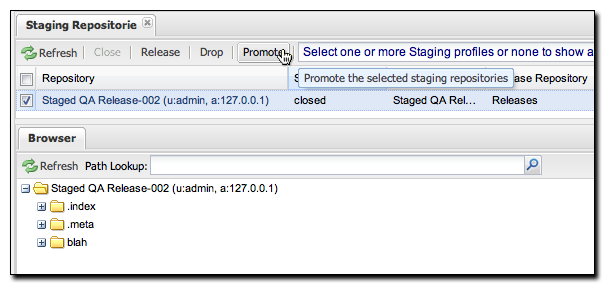 Staging Repositorie
Refresh Close Release Drop Promote Select one or more Staging profiles or none to show a
Repository S Release Repository
Promote the selected staging repositories
Staged QA Release-002 (u:admin, a:127.0.0.1) closed Staged QA Rel... Releases
Browser
Refresh Path Lookup:
Staged QA Release-002 (u:admin, a:127.0.0.1)
.index
.meta
blah